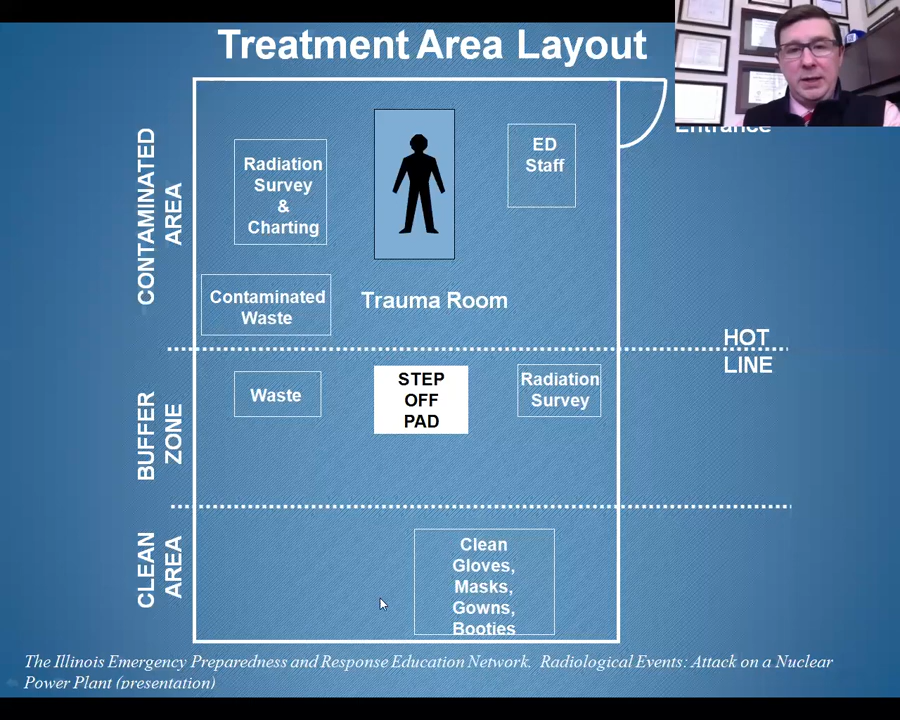 Treatment Area Layout
Entrance
CONTAMINATED
AREA
Radiation
Survey
&
Charting
ED
Staff
Contaminated
Waste
Trauma Room
HOT
LINE
BUFFER
ZONE
Waste
STEP
OFF
PAD
Radiation
Survey
CLEAN
AREA
Clean
Gloves,
Masks,
Gowns,
Booties
The Illinois Emergency Preparedness and Response Education Network. Radiological Events: Attack on a Nuclear
Power Plant (presentation)